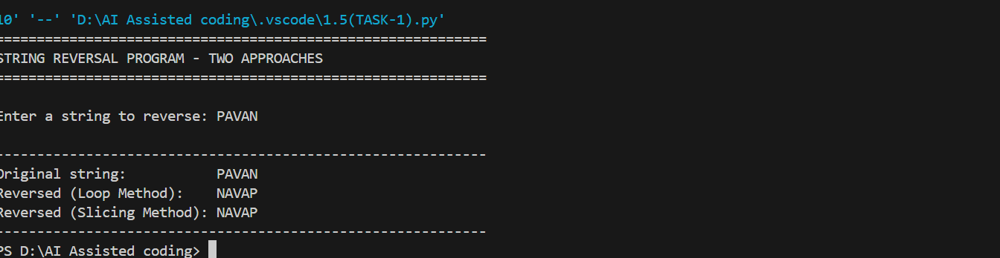 10' '--' 'D:\AI Assisted coding\.vscode\1.5(TASK-1).py'
============================================================
STRING REVERSAL PROGRAM - TWO APPROACHES
============================================================
Enter a string to reverse: PAVAN
------------------------------------------------------------
Original string:           PAVAN
Reversed (Loop Method):    NAVAP
Reversed (Slicing Method): NAVAP
------------------------------------------------------------
PS D:\AI Assisted coding>